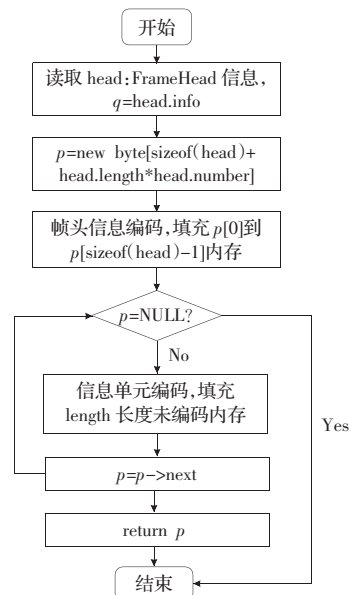 开始
读取 head:FrameHead 信息,
q=head.info
p=new byte[sizeof(head)+
head.length*head.number]
帧头信息编码,填充 p[0]到
p[sizeof(head)-1]内存
p=NULL?
No
信息单元编码,填充
length 长度未编码内存
Yes
p=p->next
return p
结束